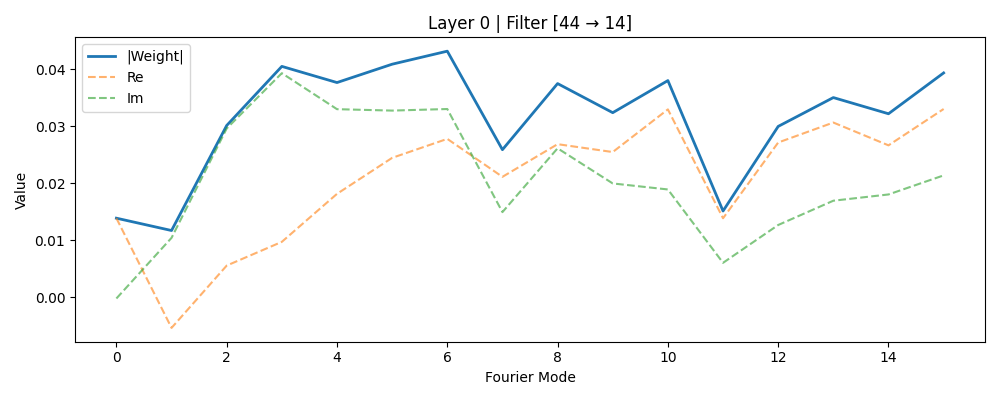 Layer 0 | Filter [44 → 14]
|Weight|
Re
Im
0.04
0.03
0.02
0.01
0.00
Value
0 2 4 6 8 10 12 14
Fourier Mode